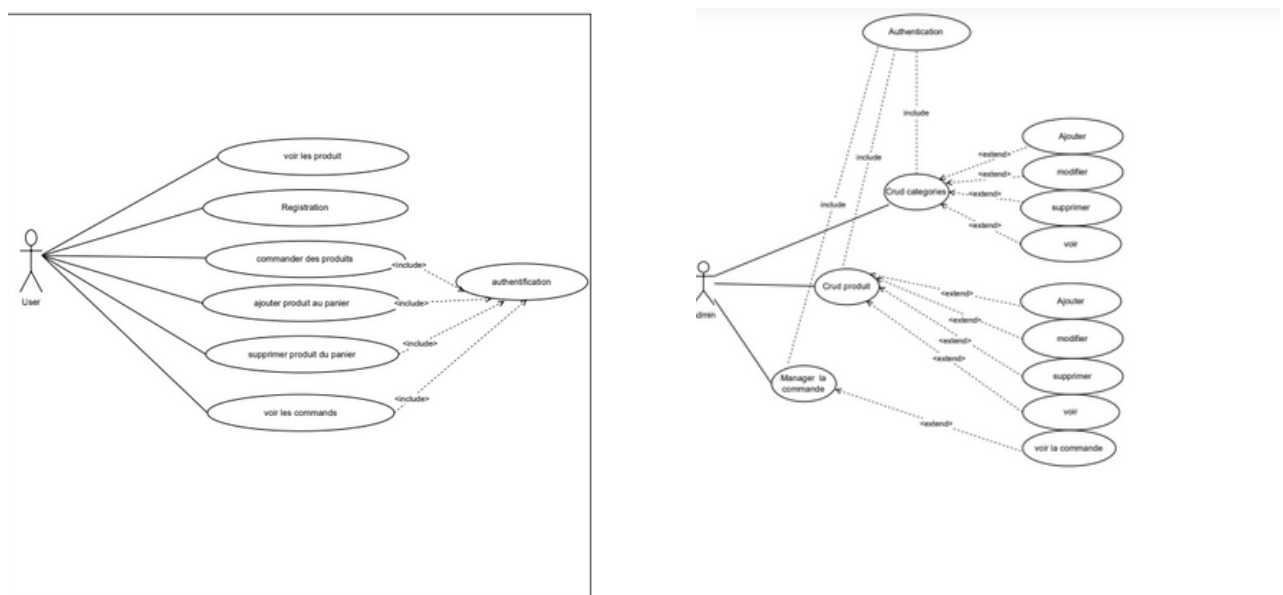 voir les produit
Registration
commander des produits
<include>
authentification
ajouter produit au panier
<include>
User
supprimer produit du panier
<include>
voir les commands
<include>
Authentication
include
include
include
Crud categories
<extend>
<extend>
<extend>
<extend>
Ajouter
modifier
supprimer
voir
dmin
Crud produit
<extend>
<extend>
<extend>
<extend>
Ajouter
modifier
supprimer
voir
Manager la
commande
<extend>
voir la commande